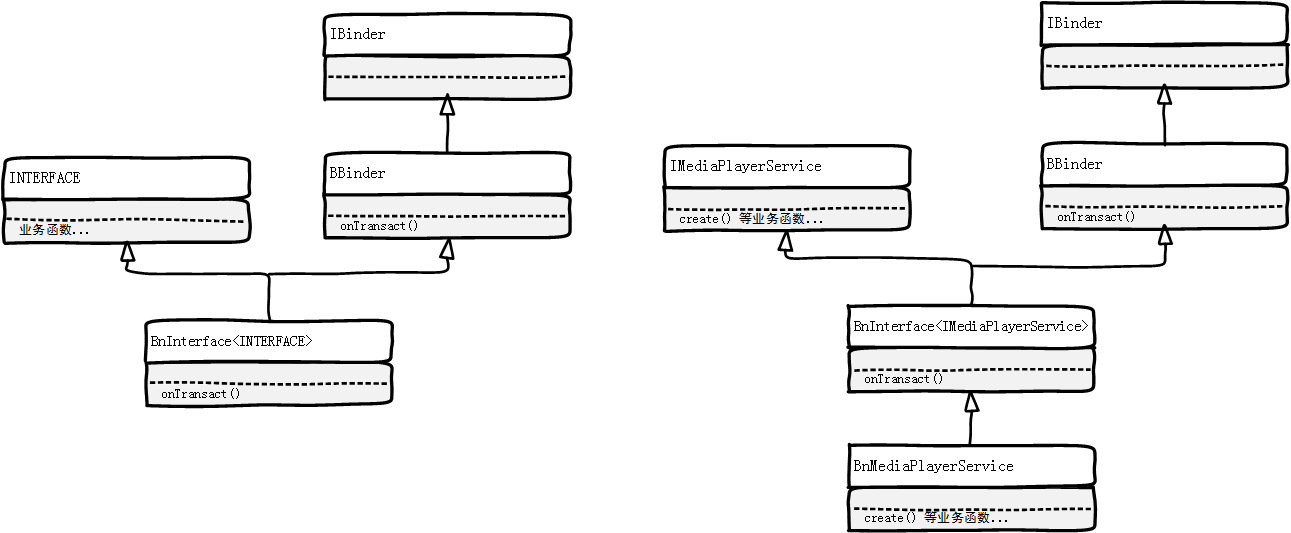 IBinder
BBinder
onTransact()
INTERFACE
业务函数...
BnInterface<INTERFACE>
onTransact()
IBinder
BBinder
onTransact()
IMediaPlayerService
create() 等业务函数...
BnInterface<IMediaPlayerService>
onTransact()
BnMediaPlayerService
create() 等业务函数...